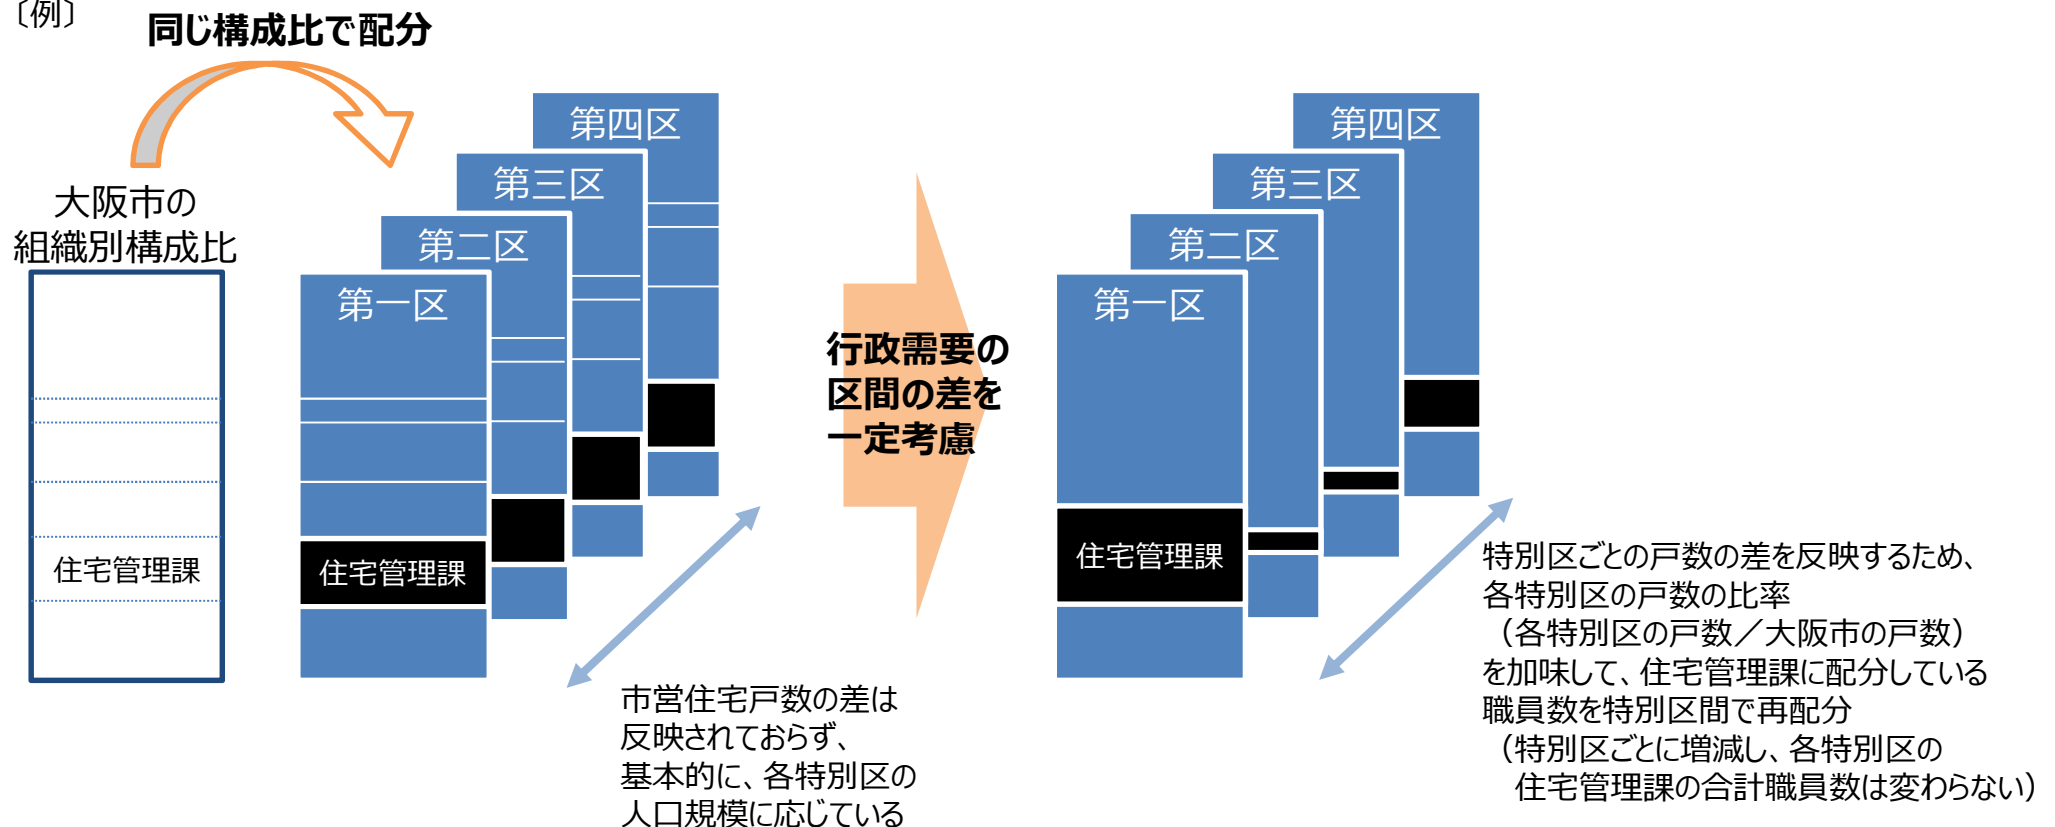 〔例〕
同じ構成比で配分
大阪市の
組織別構成比
住宅管理課
第四区
第三区
第二区
第一区
住宅管理課
市営住宅戸数の差は
反映されておらず、
基本的に、各特別区の
人口規模に応じている
行政需要の
区間の差を
一定考慮
第四区
第三区
第二区
第一区
住宅管理課
特別区ごとの戸数の差を反映するため、
各特別区の戸数の比率
（各特別区の戸数／大阪市の戸数）
を加味して、住宅管理課に配分している
職員数を特別区間で再配分
（特別区ごとに増減し、各特別区の
住宅管理課の合計職員数は変わらない）